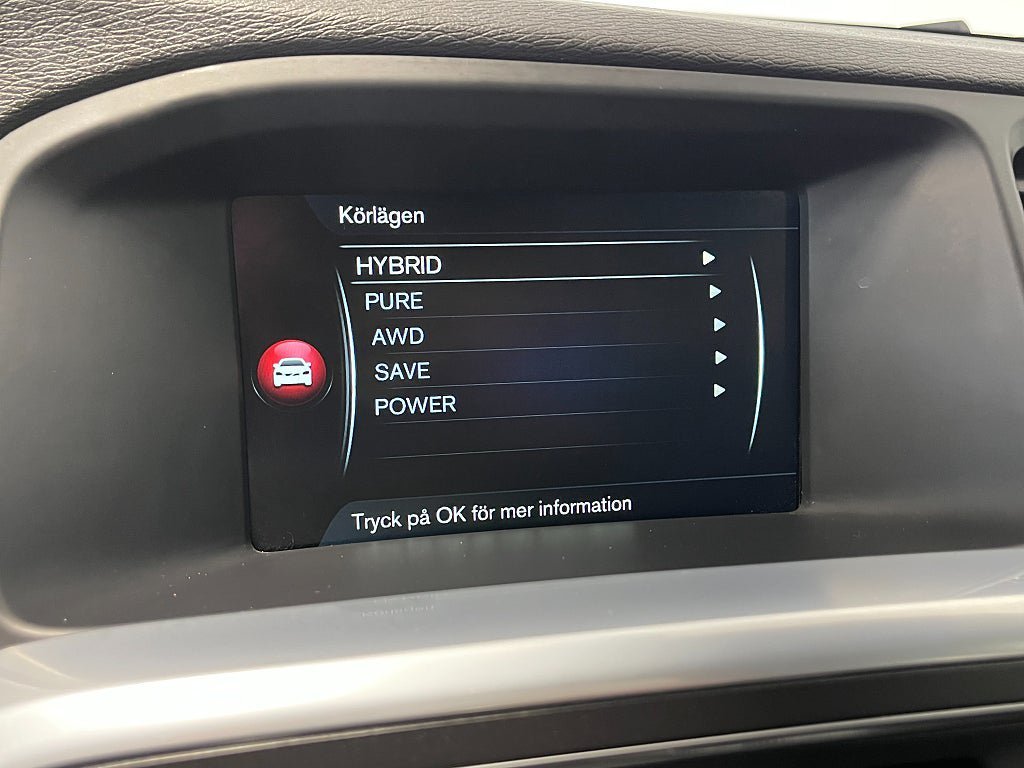 Körlägen
HYBRID
PURE
AWD
SAVE
POWER
Tryck på OK för mer information